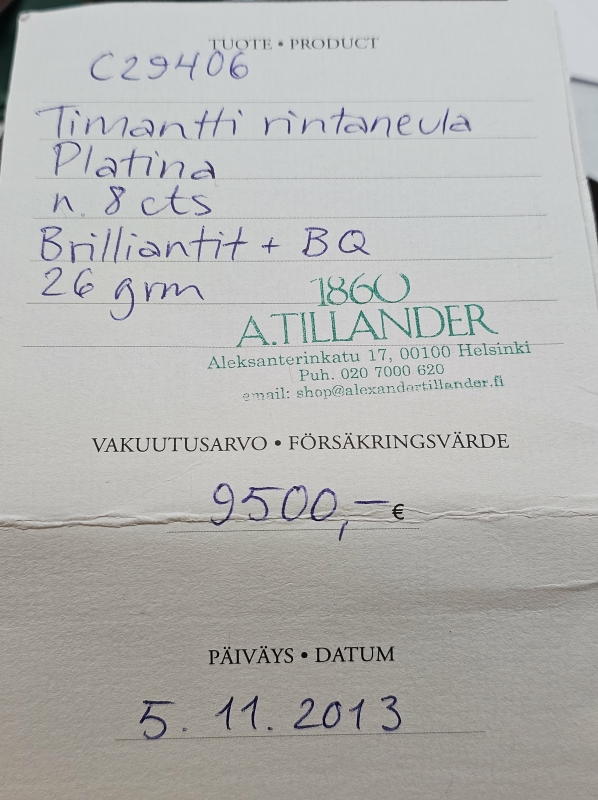 TUOTE • PRODUCT
C29406
Timantti rintaneula
Platina
n. 8 cts
Brilliantit + BQ
26 grm
1860
A.TILLANDER
Aleksanterinkatu 17, 00100 Helsinki
Puh. 020 7000 620
email: shop@alexandertillander.fi
VAKUUTUSARVO • FÖRSÄKRINGSVÄRDE
9500,— €
PÄIVÄYS • DATUM
5. 11. 2013